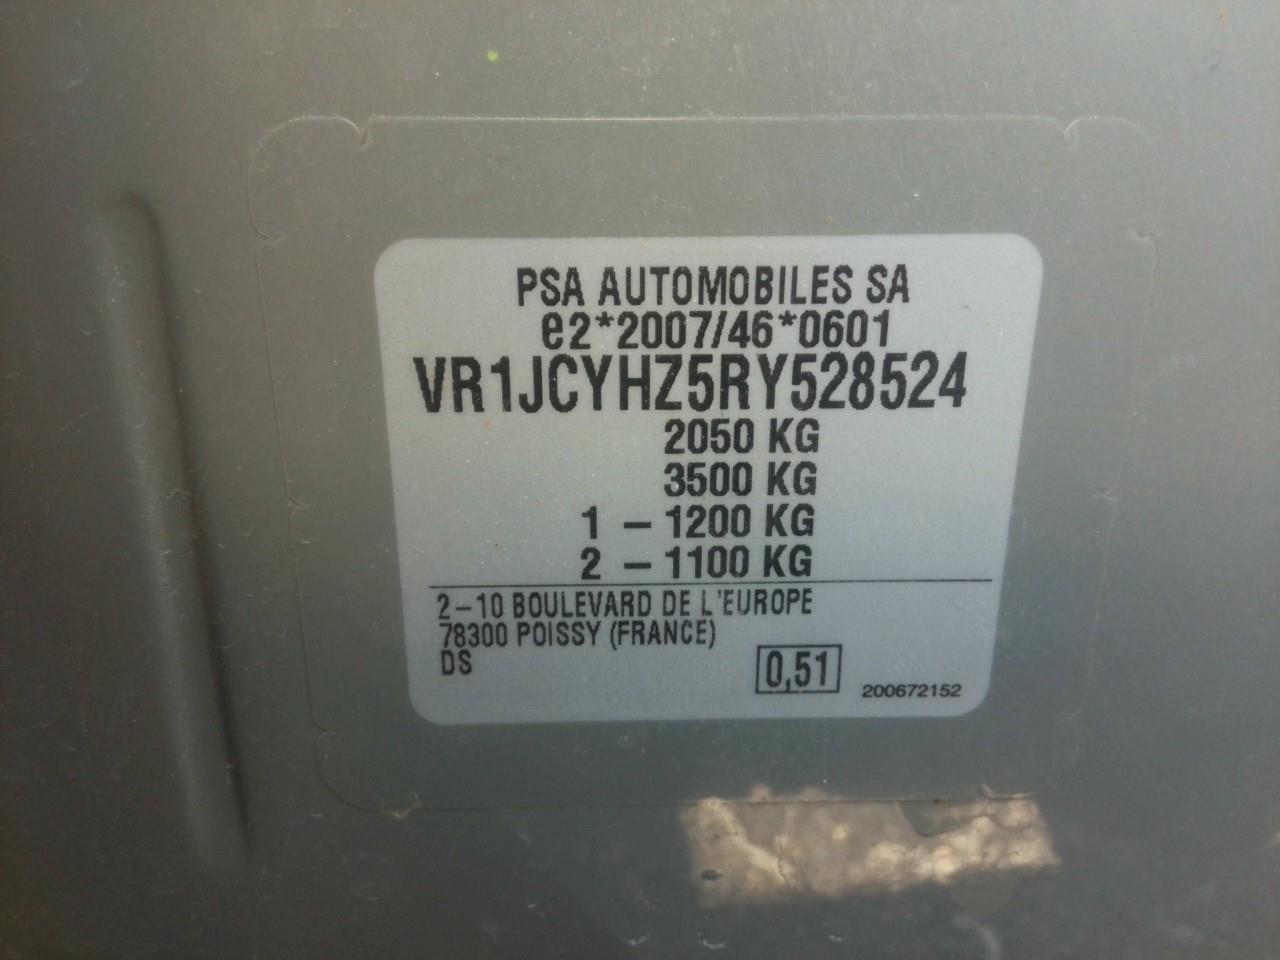 PSA AUTOMOBILES SA
e2*2007/46*0601
VR1JCYHZ5RY528524
2050 KG
3500 KG
1 – 1200 KG
2 – 1100 KG
2–10 BOULEVARD DE L'EUROPE
78300 POISSY (FRANCE)
DS
0,51
200672152